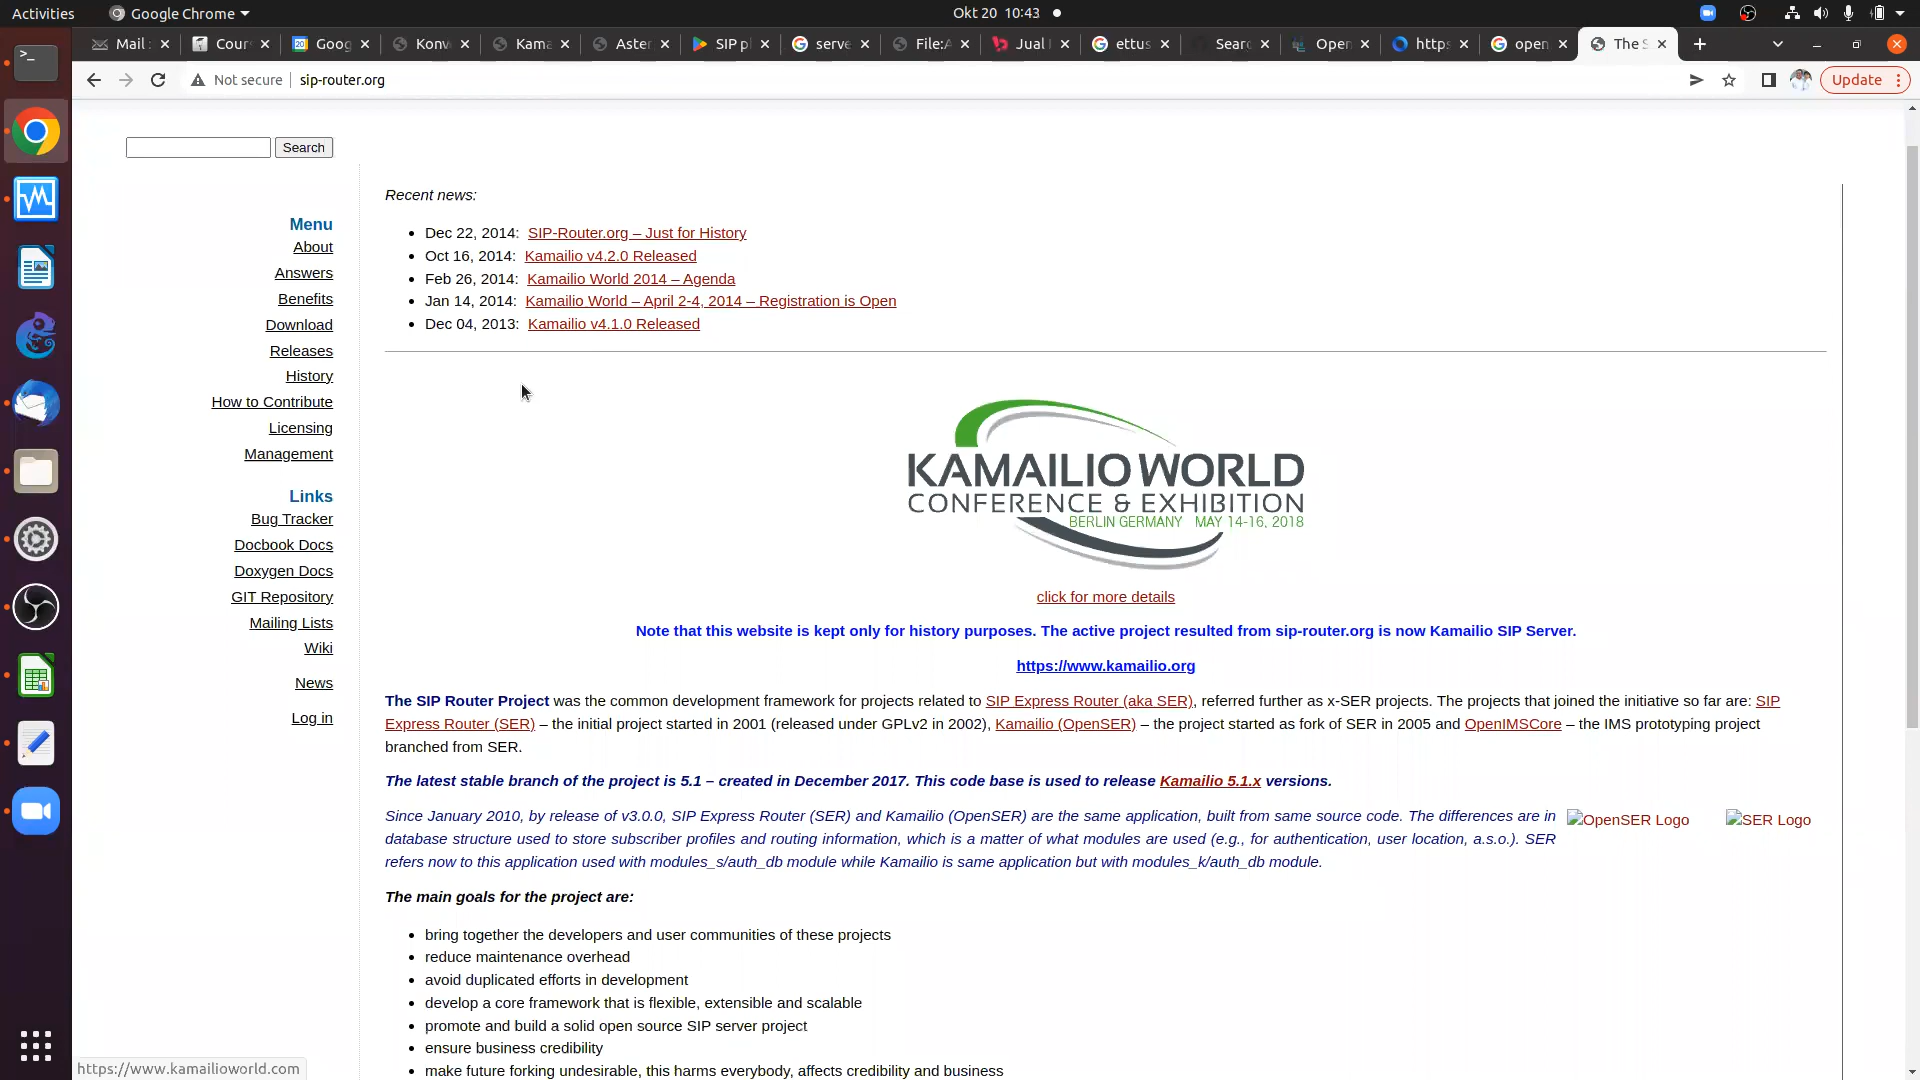 Activities
Google Chrome
Okt 20 10:43
Mail :
Cour
Goog
Konv
Kama
Aster
SIP p
serve
File:A
Jual
ettus
Searc
Open
https
open
The S
Not secure
sip-router.org
Update
Search
Menu
About
Answers
Benefits
Download
Releases
History
How to Contribute
Licensing
Management
Links
Bug Tracker
Docbook Docs
Doxygen Docs
GIT Repository
Mailing Lists
Wiki
News
Log in
Recent news:
Dec 22, 2014: SIP-Router.org – Just for History
Oct 16, 2014: Kamailio v4.2.0 Released
Feb 26, 2014: Kamailio World 2014 – Agenda
Jan 14, 2014: Kamailio World – April 2-4, 2014 – Registration is Open
Dec 04, 2013: Kamailio v4.1.0 Released
KAMAILIO WORLD
CONFERENCE & EXHIBITION
BERLIN GERMANY MAY 14-16, 2018
click for more details
Note that this website is kept only for history purposes. The active project resulted from sip-router.org is now Kamailio SIP Server.
https://www.kamailio.org
The SIP Router Project was the common development framework for projects related to SIP Express Router (aka SER), referred further as x-SER projects. The projects that joined the initiative so far are: SIP
Express Router (SER) – the initial project started in 2001 (released under GPLv2 in 2002), Kamailio (OpenSER) – the project started as fork of SER in 2005 and OpenIMSCore – the IMS prototyping project
branched from SER.
The latest stable branch of the project is 5.1 – created in December 2017. This code base is used to release Kamailio 5.1.x versions.
Since January 2010, by release of v3.0.0, SIP Express Router (SER) and Kamailio (OpenSER) are the same application, built from same source code. The differences are in
database structure used to store subscriber profiles and routing information, which is a matter of what modules are used (e.g., for authentication, user location, a.s.o.). SER
refers now to this application used with modules_s/auth_db module while Kamailio is same application but with modules_k/auth_db module.
OpenSER Logo
SER Logo
The main goals for the project are:
bring together the developers and user communities of these projects
reduce maintenance overhead
avoid duplicated efforts in development
develop a core framework that is flexible, extensible and scalable
promote and build a solid open source SIP server project
ensure business credibility
make future forking undesirable, this harms everybody, affects credibility and business
https://www.kamailioworld.com